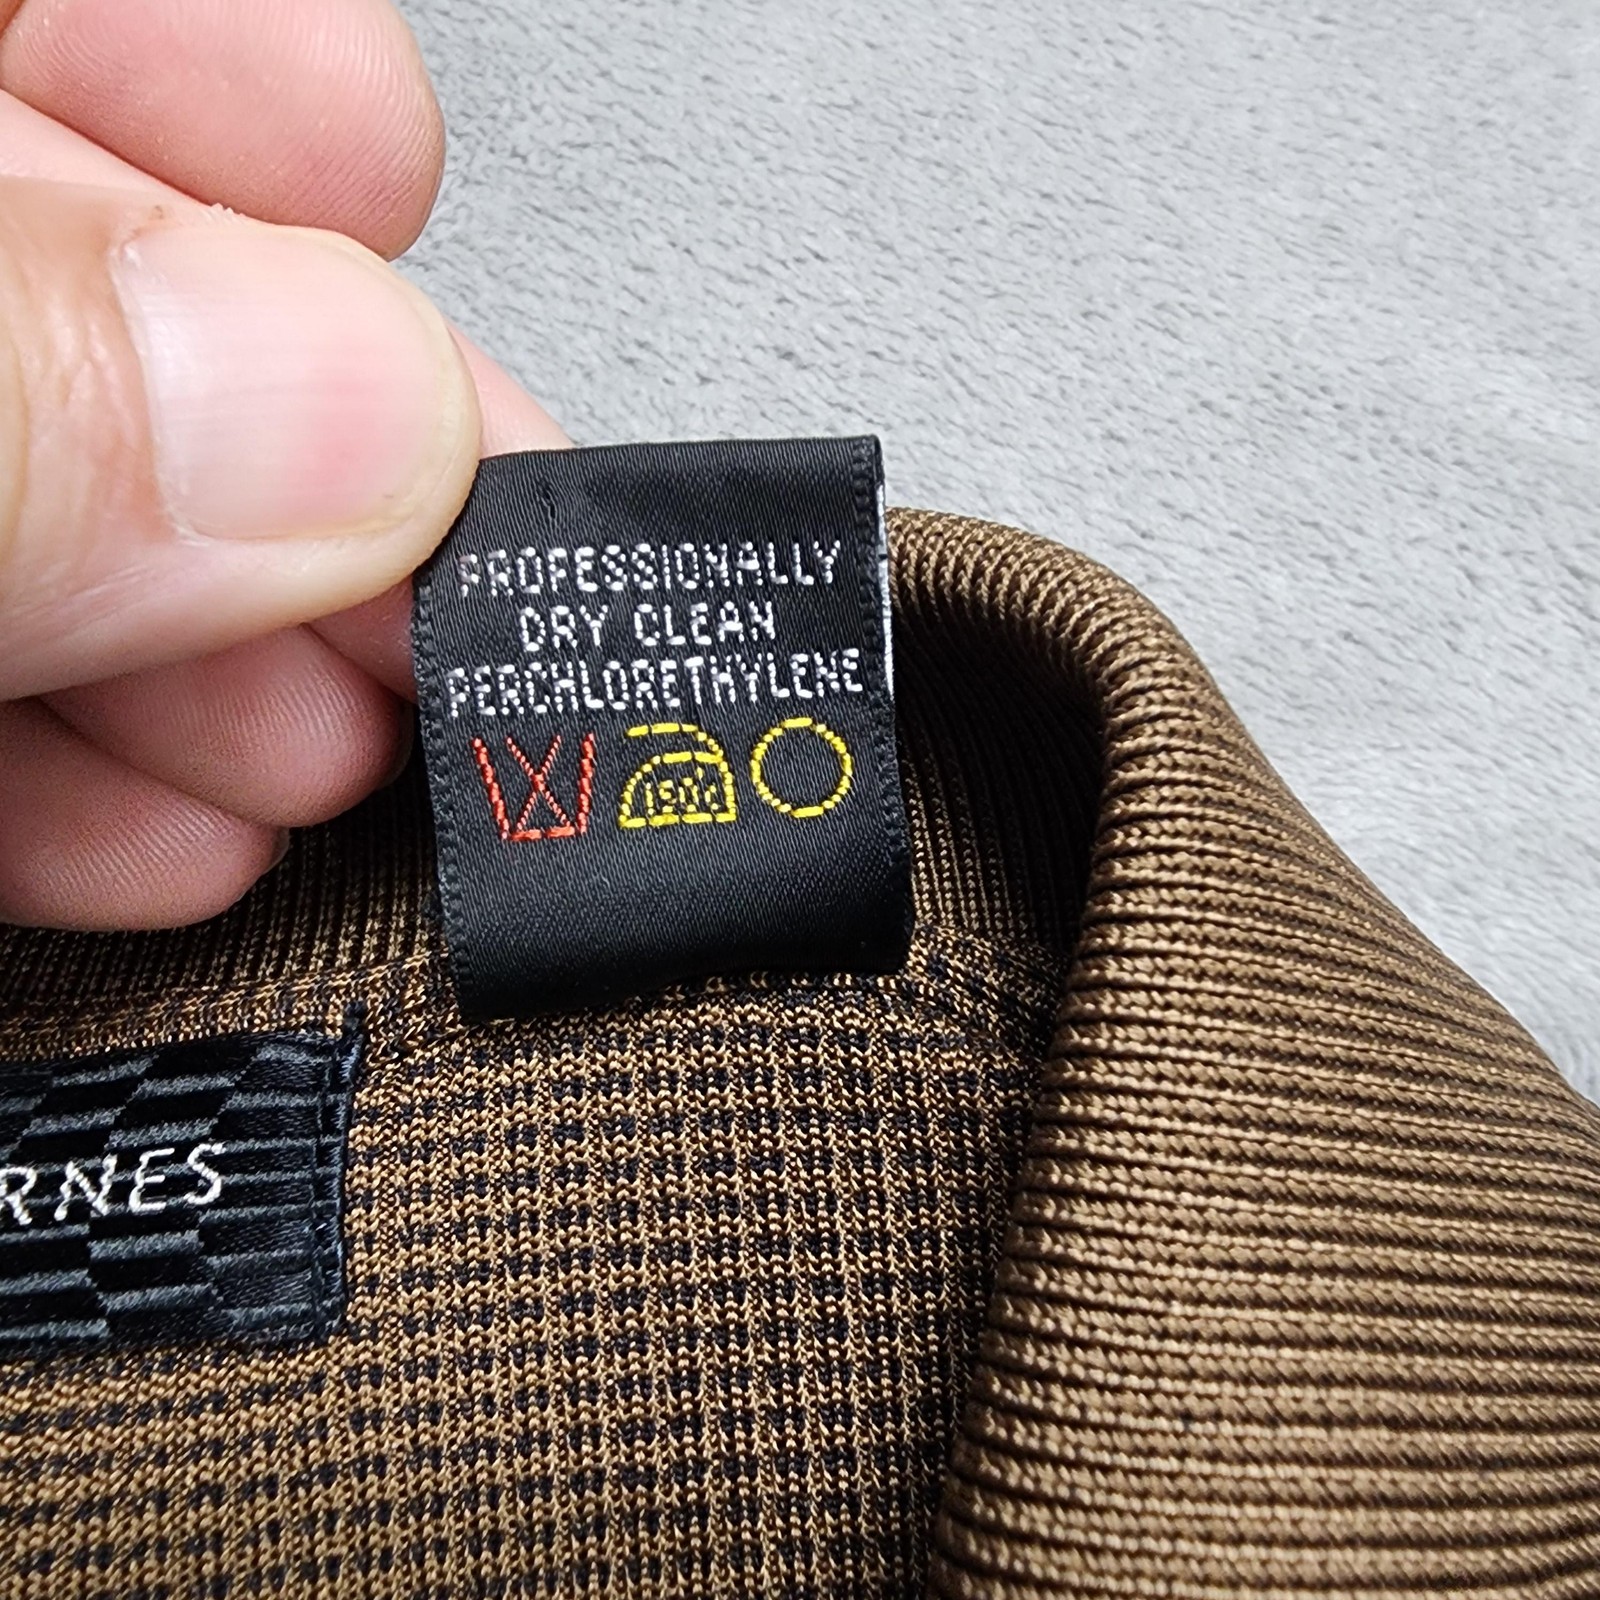 PROFESSIONALLY
DRY CLEAN
PERCHLORETHYLENE
RNES